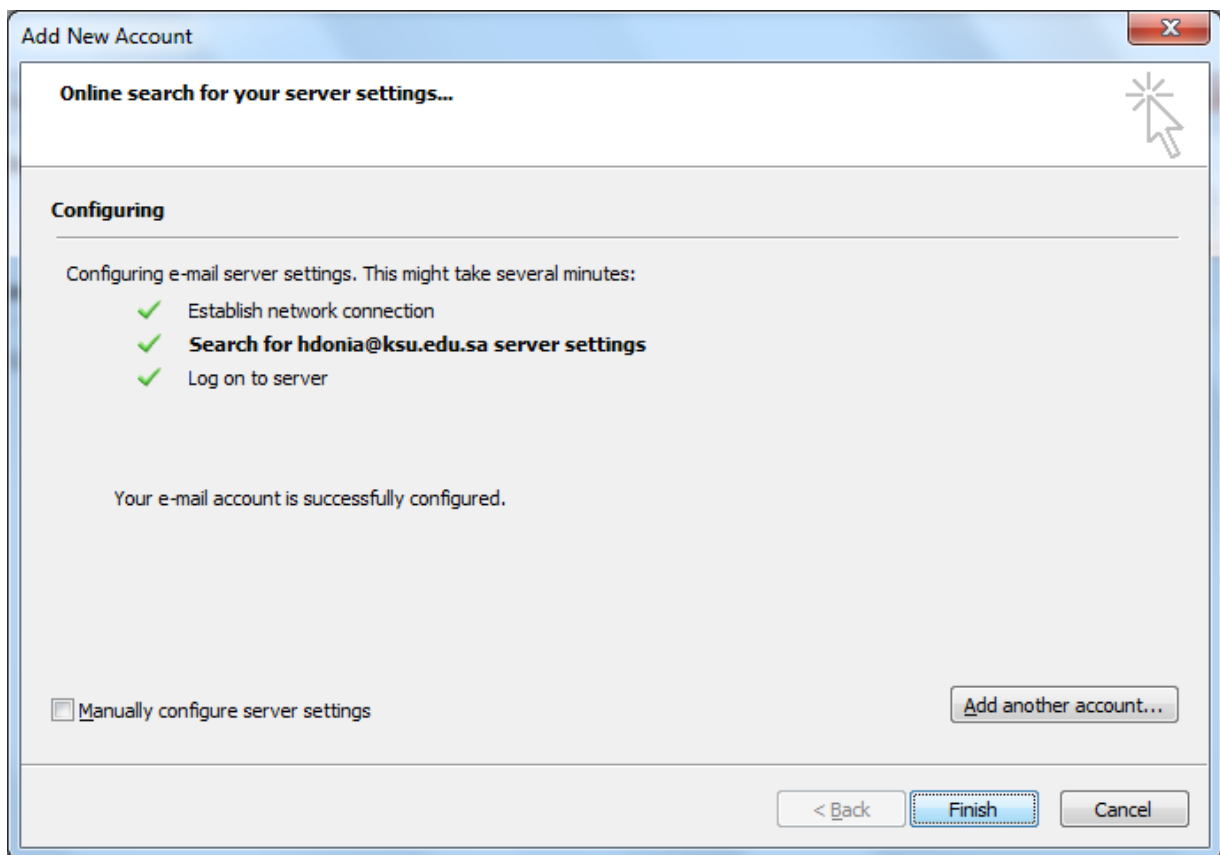 Add New Account
Online search for your server settings...
Configuring
Configuring e-mail server settings. This might take several minutes:
Establish network connection
Search for hdonia@ksu.edu.sa server settings
Log on to server
Your e-mail account is successfully configured.
Manually configure server settings
Add another account...
< Back
Finish
Cancel